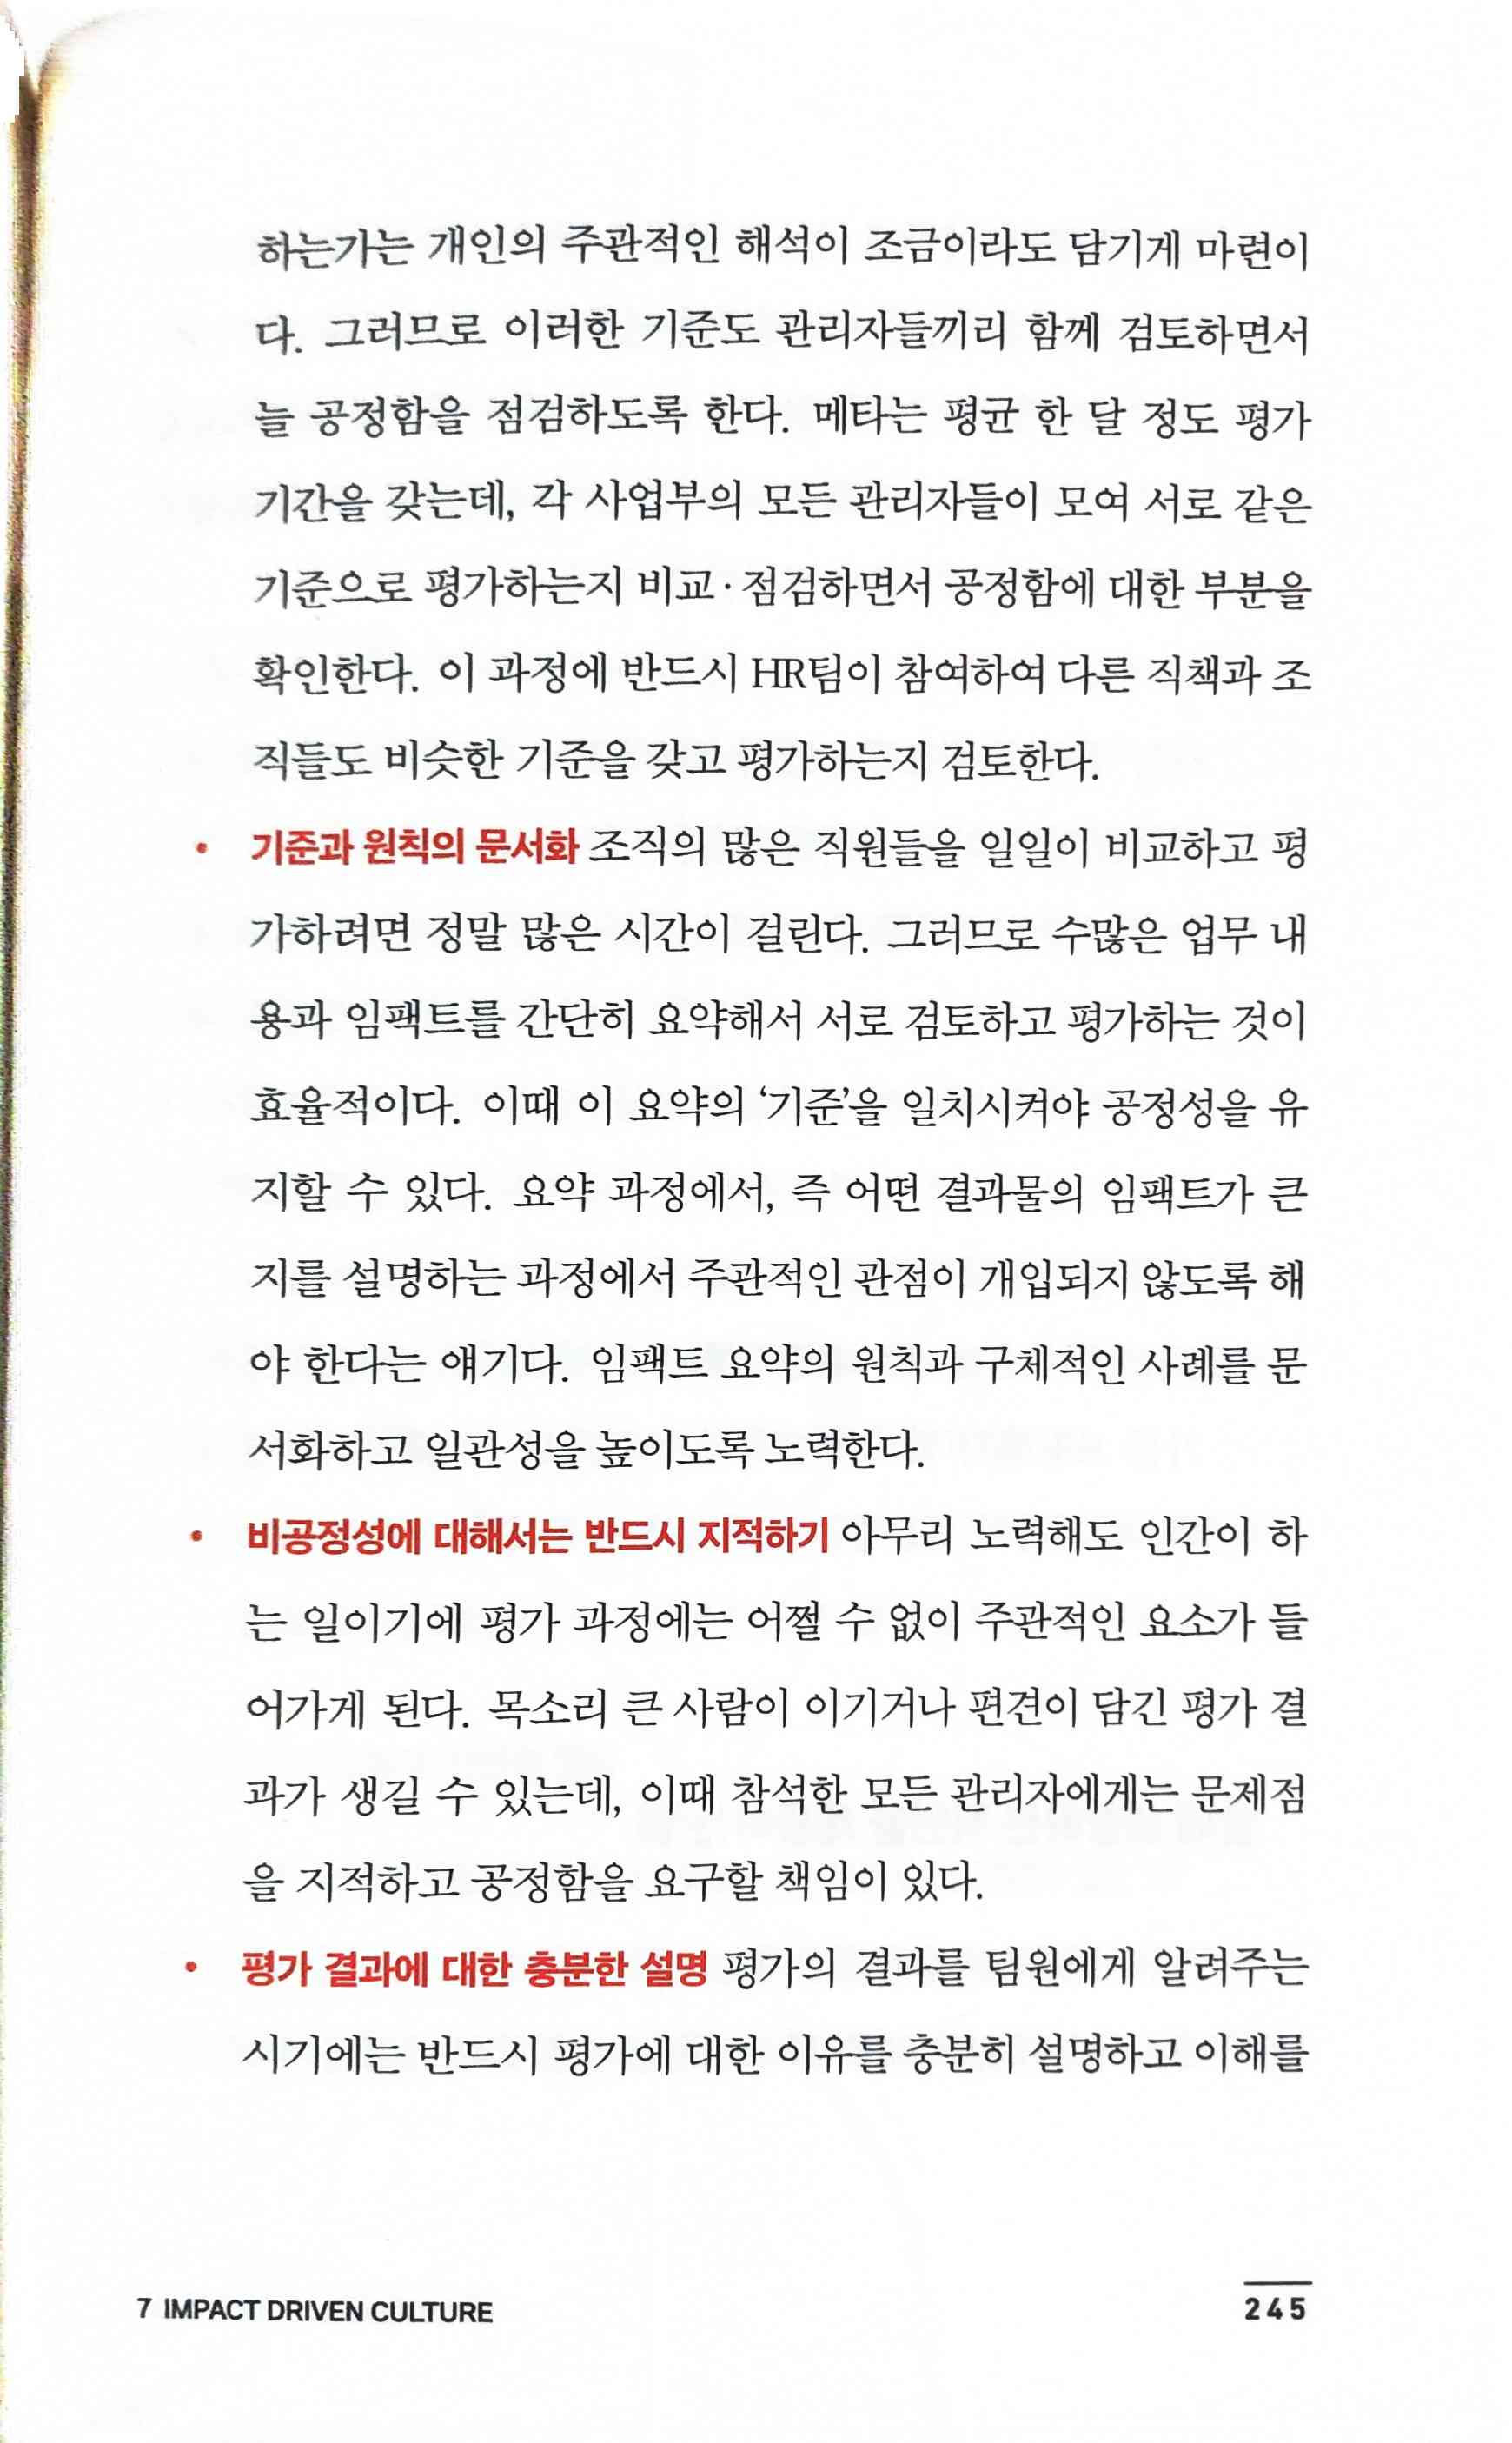 하는가는 개인의 주관적인 해석이 조금이라도 담기게 마련이
다. 그러므로 이러한 기준도 관리자들끼리 함께 검토하면서
늘 공정함을 점검하도록 한다. 메타는 평균 한 달 정도 평가
기간을 갖는데, 각 사업부의 모든 관리자들이 모여 서로 같은
기준으로 평가하는지 비교·점검하면서 공정함에 대한 부분을
확인한다. 이 과정에 반드시 HR팀이 참여하여 다른 직책과 조
직들도 비슷한 기준을 갖고 평가하는지 검토한다.
• 기준과 원칙의 문서화 조직의 많은 직원들을 일일이 비교하고 평
가하려면 정말 많은 시간이 걸린다. 그러므로 수많은 업무 내
용과 임팩트를 간단히 요약해서 서로 검토하고 평가하는 것이
효율적이다. 이때 이 요약의 ‘기준’을 일치시켜야 공정성을 유
지할 수 있다. 요약 과정에서, 즉 어떤 결과물의 임팩트가 큰
지를 설명하는 과정에서 주관적인 관점이 개입되지 않도록 해
야 한다는 얘기다. 임팩트 요약의 원칙과 구체적인 사례를 문
서화하고 일관성을 높이도록 노력한다.
• 비공정성에 대해서는 반드시 지적하기 아무리 노력해도 인간이 하
는 일이기에 평가 과정에는 어쩔 수 없이 주관적인 요소가 들
어가게 된다. 목소리 큰 사람이 이기거나 편견이 담긴 평가 결
과가 생길 수 있는데, 이때 참석한 모든 관리자에게는 문제점
을 지적하고 공정함을 요구할 책임이 있다.
• 평가 결과에 대한 충분한 설명 평가의 결과를 팀원에게 알려주는
시기에는 반드시 평가에 대한 이유를 충분히 설명하고 이해를
7 IMPACT DRIVEN CULTURE
245